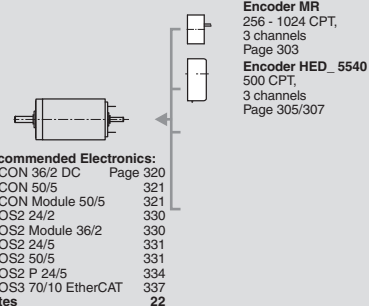 Encoder MR
256 - 1024 CPT,
3 channels
Page 303
Encoder HED_ 5540
500 CPT,
3 channels
Page 305/307
commended Electronics:
CON 36/2 DC Page 320
CON 50/5 321
CON Module 50/5 321
OS2 24/2 330
OS2 Module 36/2 330
OS2 24/5 331
OS2 50/5 331
OS2 P 24/5 334
OS3 70/10 EtherCAT 337
tes 22